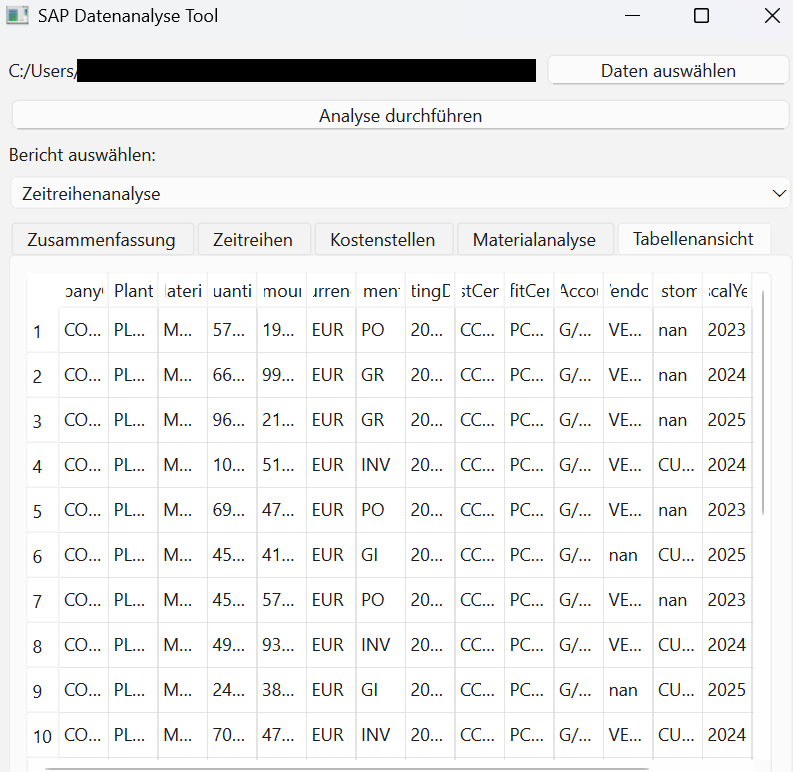 SAP Datenanalyse Tool
C:/Users/ Daten auswählen
Analyse durchführen
Bericht auswählen:
Zeitreihenanalyse
Zusammenfassung Zeitreihen Kostenstellen Materialanalyse Tabellenansicht
pany Plant lateri uanti mour urren men tingD stCen fitCen Accou endo stom calYe
1 CO... PL... M... 57... 19... EUR PO 20... CC... PC... G/... VE... nan 2023
2 CO... PL... M... 66... 99... EUR GR 20... CC... PC... G/... VE... nan 2024
3 CO... PL... M... 96... 21... EUR GR 20... CC... PC... G/... VE... nan 2025
4 CO... PL... M... 10... 51... EUR INV 20... CC... PC... G/... VE... CU... 2024
5 CO... PL... M... 69... 47... EUR PO 20... CC... PC... G/... VE... nan 2023
6 CO... PL... M... 45... 41... EUR GI 20... CC... PC... G/... nan CU... 2025
7 CO... PL... M... 45... 57... EUR PO 20... CC... PC... G/... VE... nan 2023
8 CO... PL... M... 49... 93... EUR INV 20... CC... PC... G/... VE... CU... 2024
9 CO... PL... M... 24... 38... EUR GI 20... CC... PC... G/... nan CU... 2025
10 CO... PL... M... 70... 47... EUR INV 20... CC... PC... G/... VE... CU... 2024